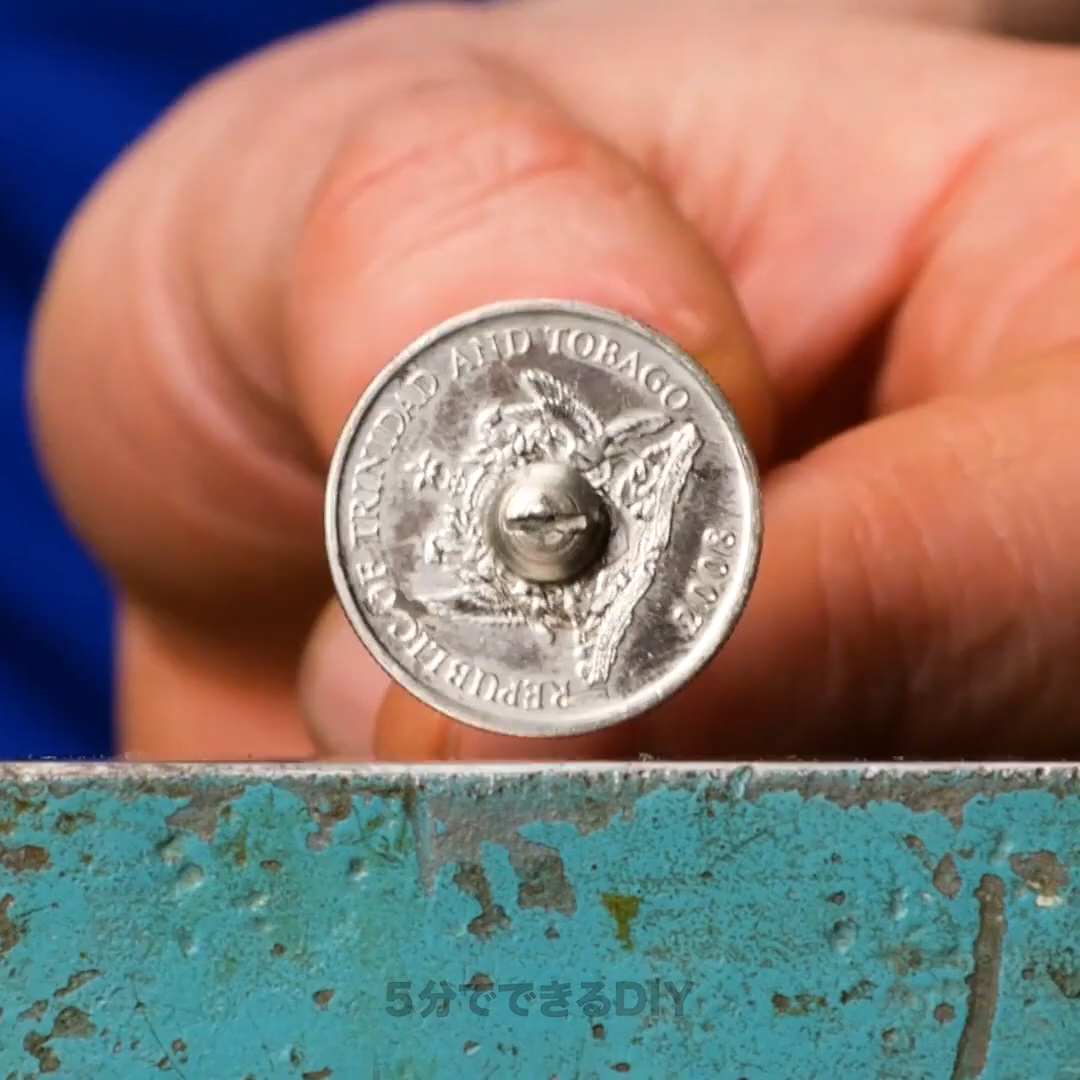 REPUBLIC OF TRINIDAD AND TOBAGO
2008
5分でできるDIY